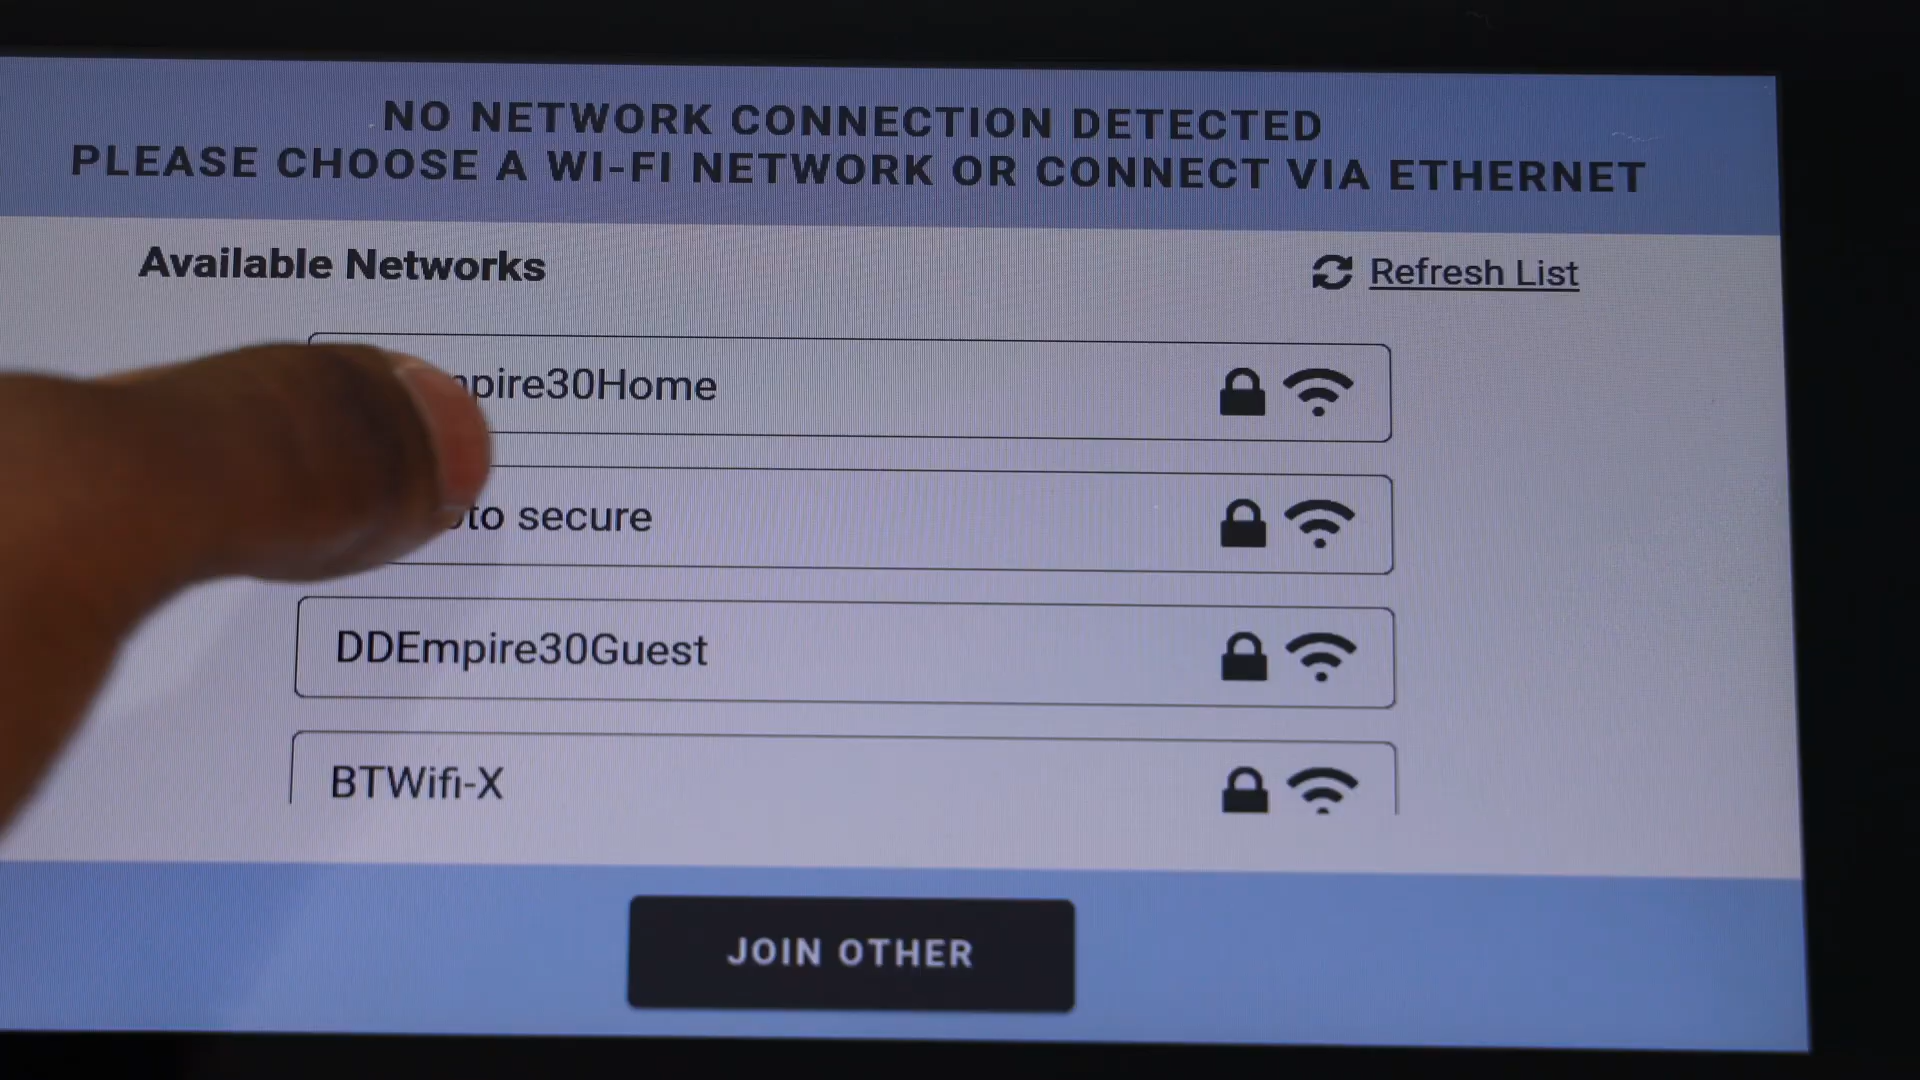 NO NETWORK CONNECTION DETECTED
PLEASE CHOOSE A WI-FI NETWORK OR CONNECT VIA ETHERNET
Available Networks
Refresh List
pire30Home
to secure
DDEmpire30Guest
BTWifi-X
JOIN OTHER